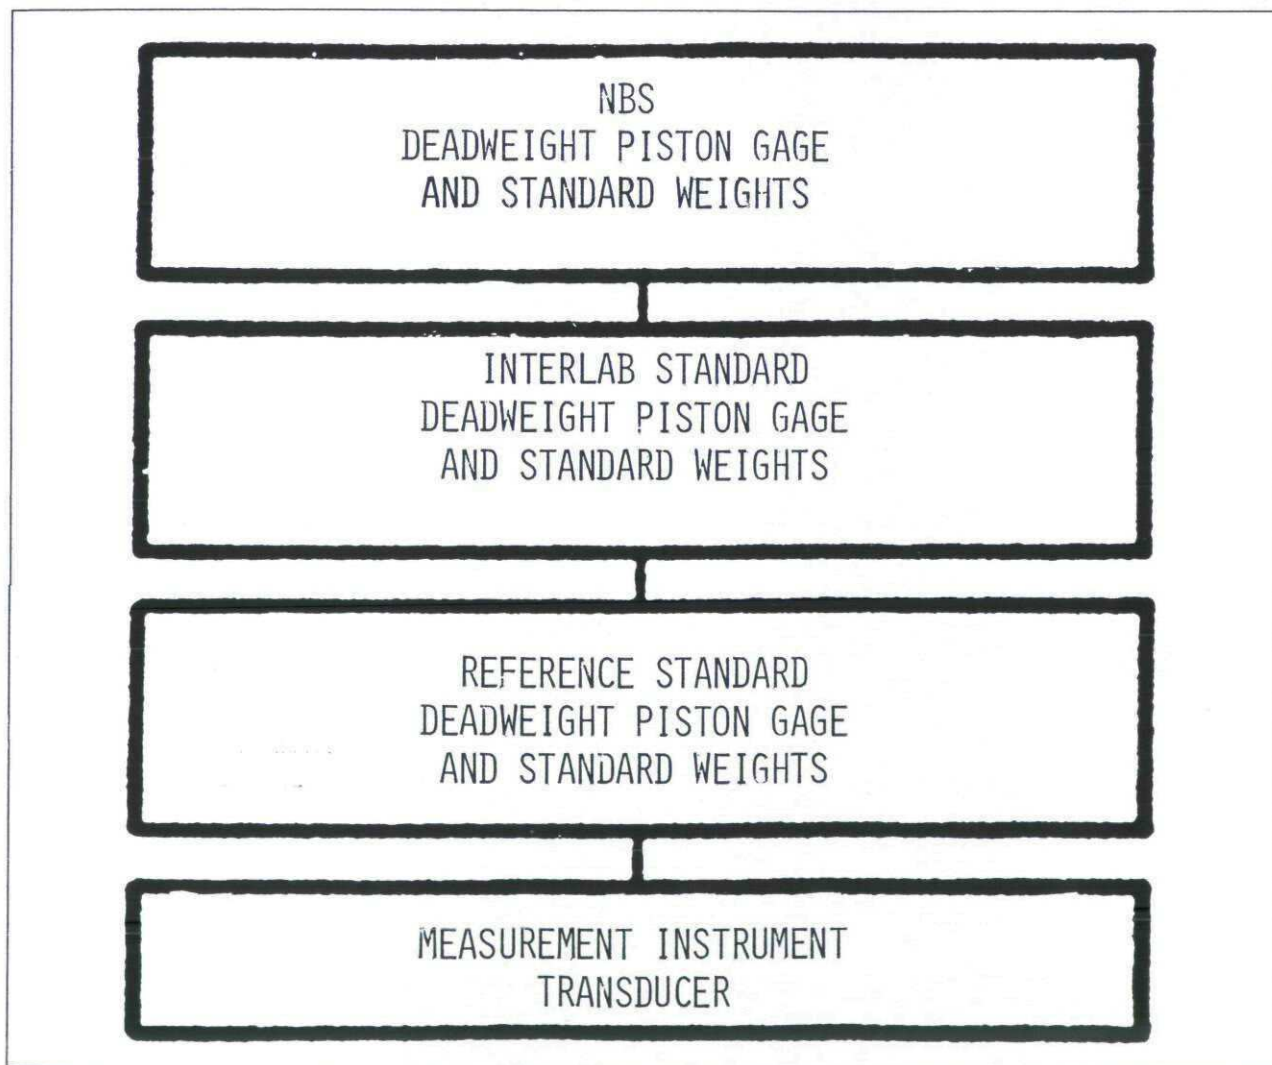 NBS
DEADWEIGHT PISTON GAGE
AND STANDARD WEIGHTS
INTERLAB STANDARD
DEADWEIGHT PISTON GAGE
AND STANDARD WEIGHTS
REFERENCE STANDARD
DEADWEIGHT PISTON GAGE
AND STANDARD WEIGHTS
MEASUREMENT INSTRUMENT
TRANSDUCER